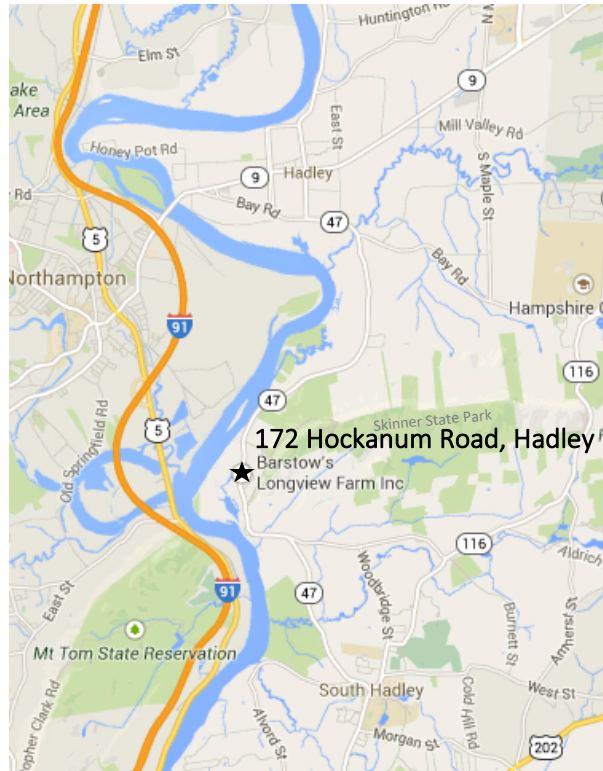 Huntington Rd
W N
Elm St
9
ake
Area
East St
Mill Valley Rd
Honey Pot Rd
Hadley
S Maple St
9
y Rd
Bay Rd
47
5
Bay Rd
Northampton
Hampshire C
91
116
47
Skinner State Park
5
172 Hockanum Road, Hadley
Barstow's
Longview Farm Inc
Old Springfield Rd
116
Aldrich
Woodbridge St
91
47
East St
Burnett St
Amherst St
Mt Tom State Reservation
South Hadley
West St
Cold Hill Rd
opher Clark Rd
Alvord St
Morgan St
202